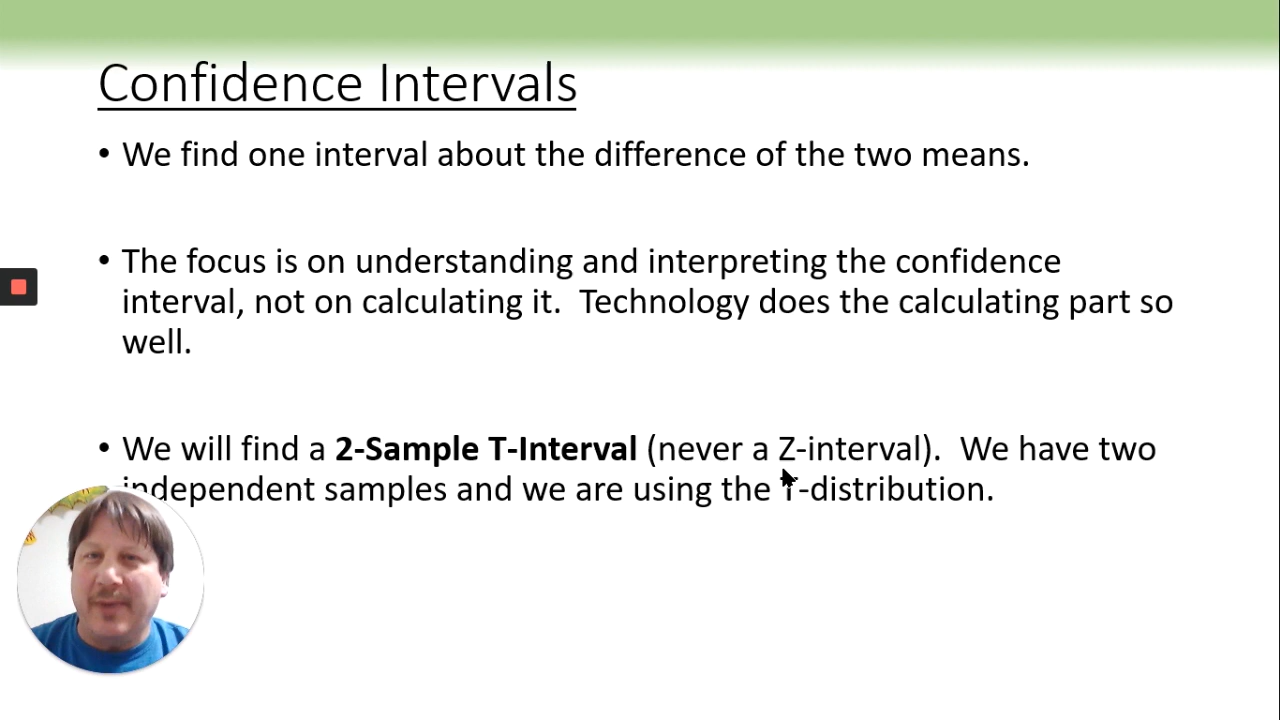 Confidence Intervals
• We find one interval about the difference of the two means.
• The focus is on understanding and interpreting the confidence
interval, not on calculating it.  Technology does the calculating part so
well.
• We will find a 2-Sample T-Interval (never a Z-interval).  We have two
independent samples and we are using the T-distribution.